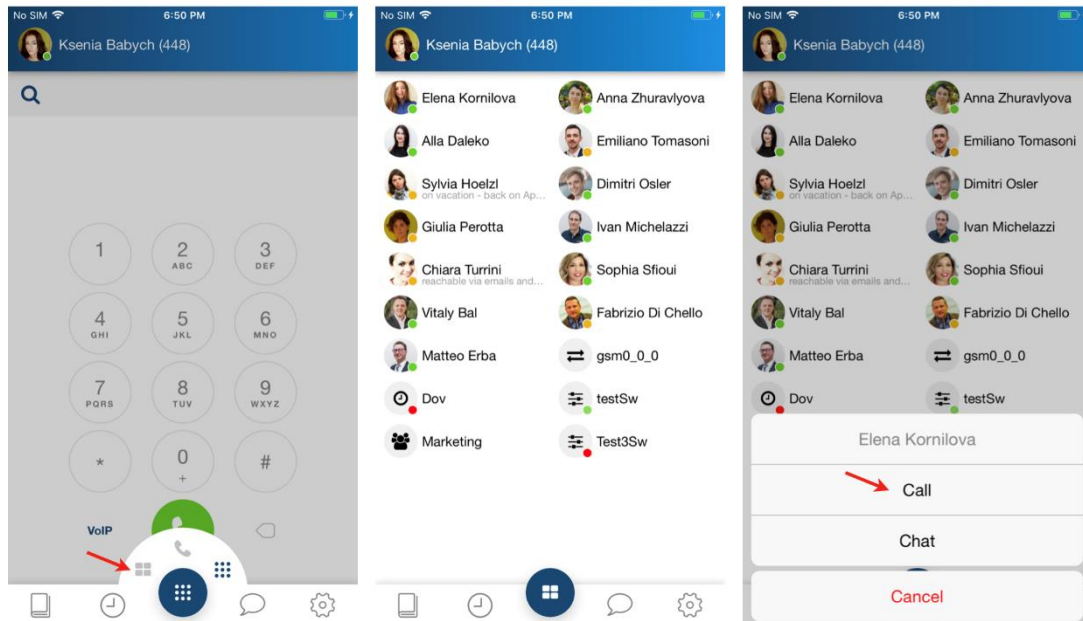 No SIM 6:50 PM
Ksenia Babych (448)
1
2
ABC
3
DEF
4
GHI
5
JKL
6
MNO
7
PQRS
8
TUV
9
WXYZ
*
0
+
#
VoIP
No SIM 6:50 PM
Ksenia Babych (448)
Elena Kornilova Anna Zhuravlyova
Alla Daleko Emiliano Tomasoni
Sylvia Hoelzl Dimitri Osler
on vacation - back on Ap...
Giulia Perotta Ivan Michelazzi
Chiara Turrini Sophia Sfioui
reachable via emails and...
Vitaly Bal Fabrizio Di Chello
Matteo Erba gsm0_0_0
Dov testSw
Marketing Test3Sw
No SIM 6:50 PM
Ksenia Babych (448)
Elena Kornilova Anna Zhuravlyova
Alla Daleko Emiliano Tomasoni
Sylvia Hoelzl Dimitri Osler
on vacation - back on Ap...
Giulia Perotta Ivan Michelazzi
Chiara Turrini Sophia Sfioui
reachable via emails and...
Vitaly Bal Fabrizio Di Chello
Matteo Erba gsm0_0_0
Dov testSw
Elena Kornilova
Call
Chat
Cancel